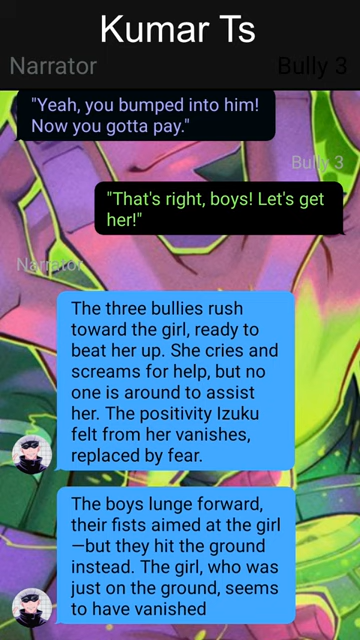 Kumar Ts
Narrator
Bully 3
"Yeah, you bumped into him!
Now you gotta pay."
Bully 3
"That's right, boys! Let's get
her!"
Narrator
The three bullies rush
toward the girl, ready to
beat her up. She cries and
screams for help, but no
one is around to assist
her. The positivity Izuku
felt from her vanishes,
replaced by fear.
The boys lunge forward,
their fists aimed at the girl
—but they hit the ground
instead. The girl, who was
just on the ground, seems
to have vanished